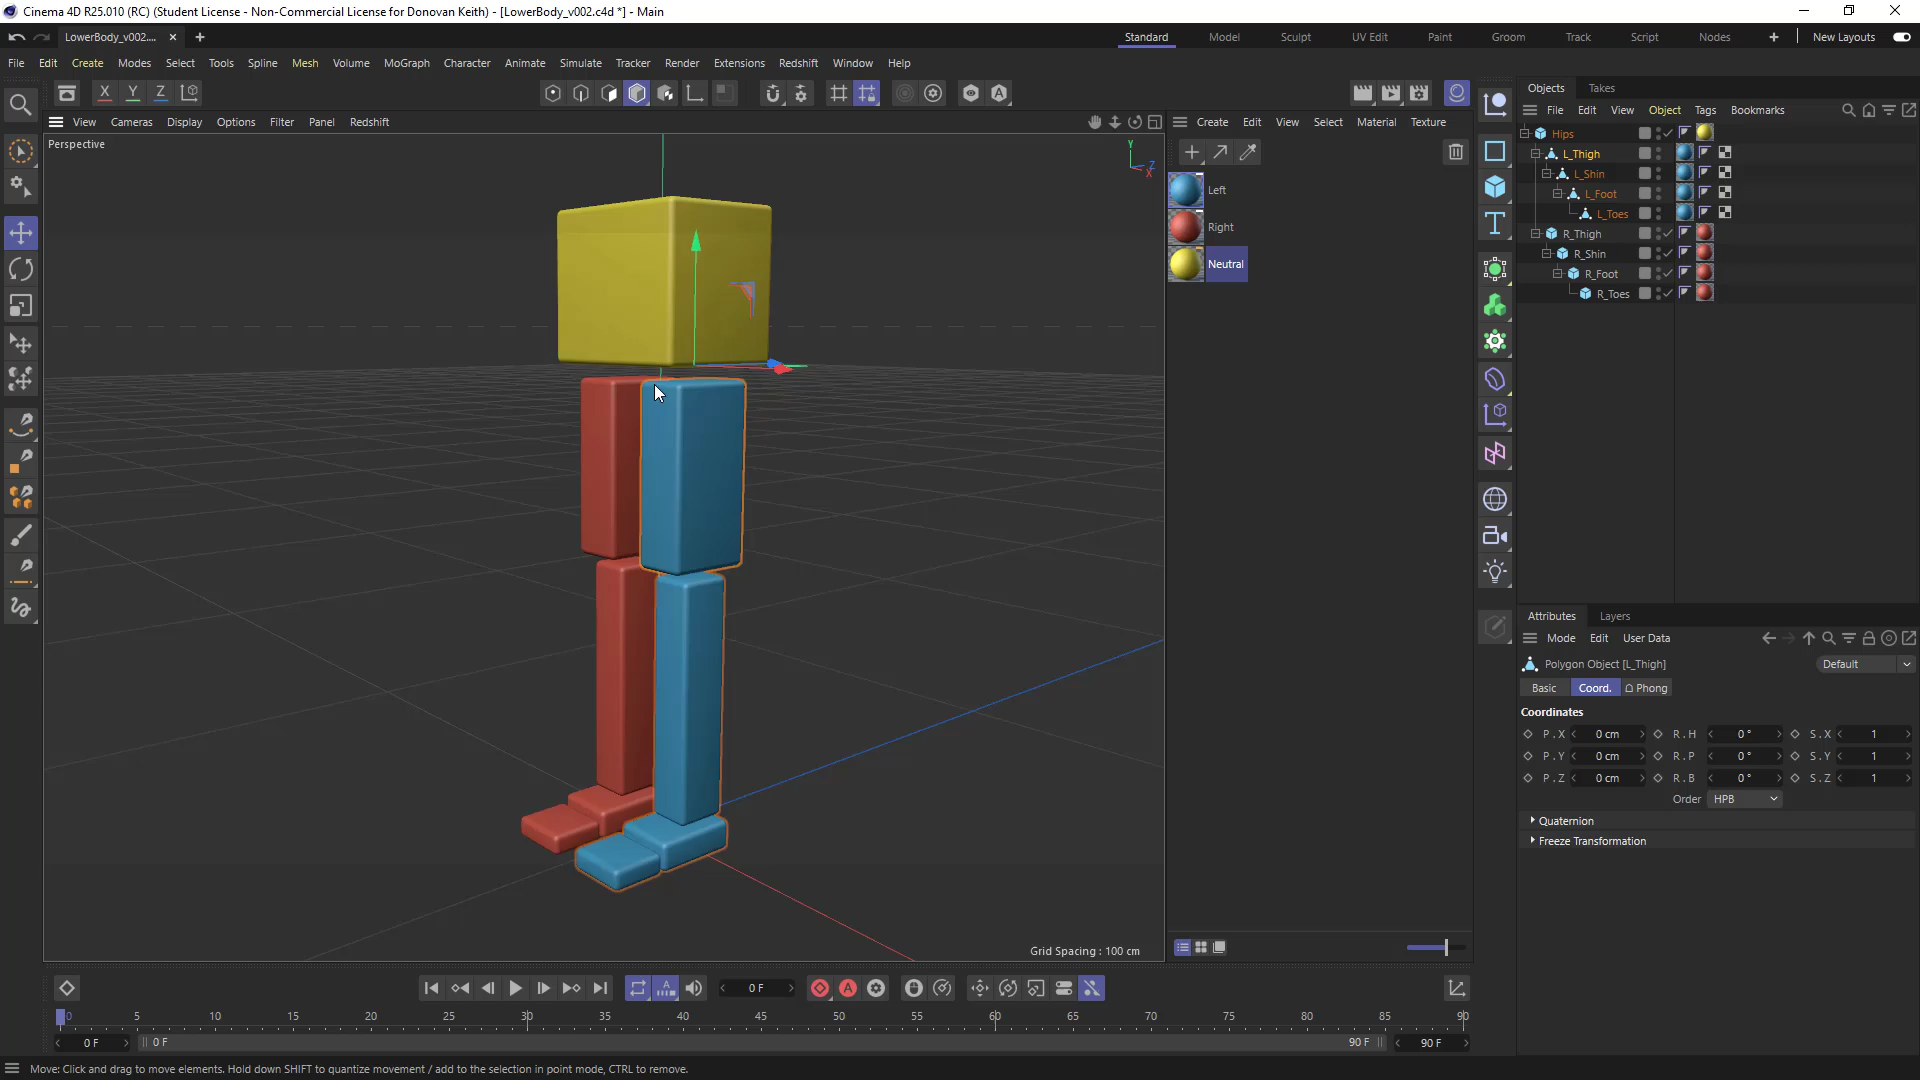 Cinema 4D R25.010 (RC) (Student License - Non-Commercial License for Donovan Keith) - [LowerBody_v002.c4d *] - Main
LowerBody_v002....
Standard Model Sculpt UV Edit Paint Groom Track Script Nodes New Layouts
File Edit Create Modes Select Tools Spline Mesh Volume MoGraph Character Animate Simulate Tracker Render Extensions Redshift Window Help
X Y Z
Objects Takes
File Edit View Object Tags Bookmarks
View Cameras Display Options Filter Panel Redshift
Create Edit View Select Material Texture
Perspective
Y
Z
X
Left
Right
Neutral
Hips
L_Thigh
L_Shin
L_Foot
L_Toes
R_Thigh
R_Shin
R_Foot
R_Toes
Attributes Layers
Mode Edit User Data
Polygon Object [L_Thigh] Default
Basic Coord. Phong
Coordinates
P . X 0 cm R . H 0 ° S . X 1
P . Y 0 cm R . P 0 ° S . Y 1
P . Z 0 cm R . B 0 ° S . Z 1
Order HPB
Quaternion
Freeze Transformation
Grid Spacing : 100 cm
0 F
0 5 10 15 20 25 30 35 40 45 50 55 60 65 70 75 80 85 90
0 F 0 F 90 F 90 F
Move: Click and drag to move elements. Hold down SHIFT to quantize movement / add to the selection in point mode, CTRL to remove.